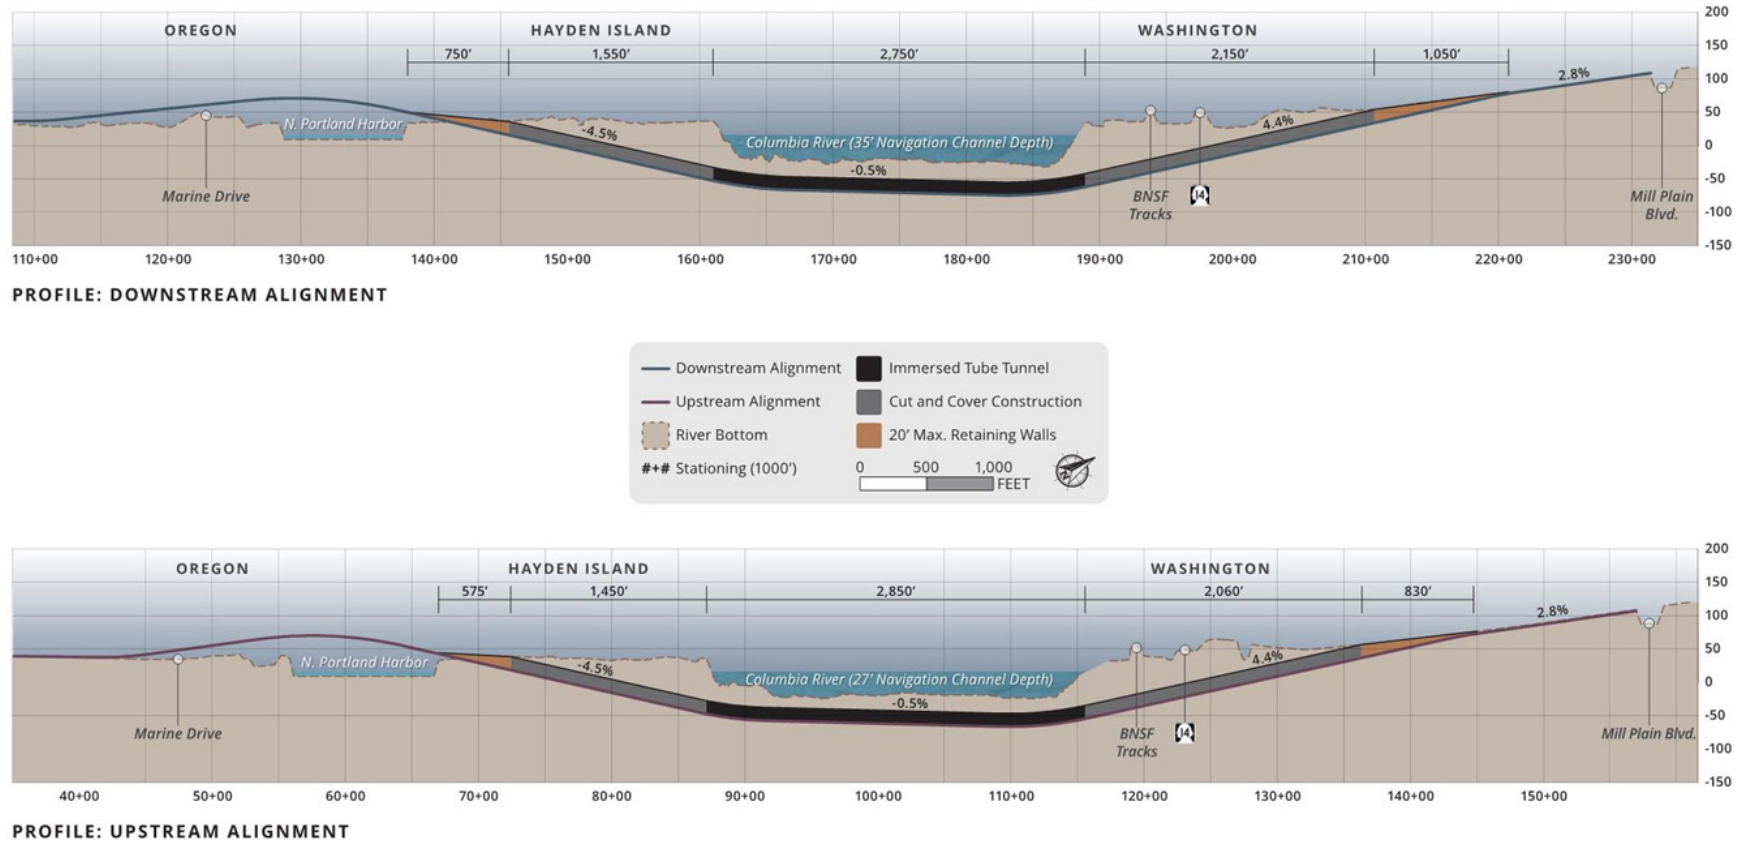 OREGON
HAYDEN ISLAND
WASHINGTON
200
150
100
50
0
-50
-100
-150
750’
1,550’
2,750’
2,150’
1,050’
2.8%
N. Portland Harbor
-4.5%
Columbia River (35’ Navigation Channel Depth)
-0.5%
4.4%
Marine Drive
BNSF
Tracks
14
Mill Plain
Blvd.
110+00
120+00
130+00
140+00
150+00
160+00
170+00
180+00
190+00
200+00
210+00
220+00
230+00
PROFILE: DOWNSTREAM ALIGNMENT
Downstream Alignment
Immersed Tube Tunnel
Upstream Alignment
Cut and Cover Construction
River Bottom
20’ Max. Retaining Walls
#+# Stationing (1000’)
0
500
1,000
FEET
N
OREGON
HAYDEN ISLAND
WASHINGTON
200
150
100
50
0
-50
-100
-150
575’
1,450’
2,850’
2,060’
830’
2.8%
N. Portland Harbor
-4.5%
Columbia River (27’ Navigation Channel Depth)
-0.5%
4.4%
Marine Drive
BNSF
Tracks
14
Mill Plain Blvd.
40+00
50+00
60+00
70+00
80+00
90+00
100+00
110+00
120+00
130+00
140+00
150+00
PROFILE: UPSTREAM ALIGNMENT